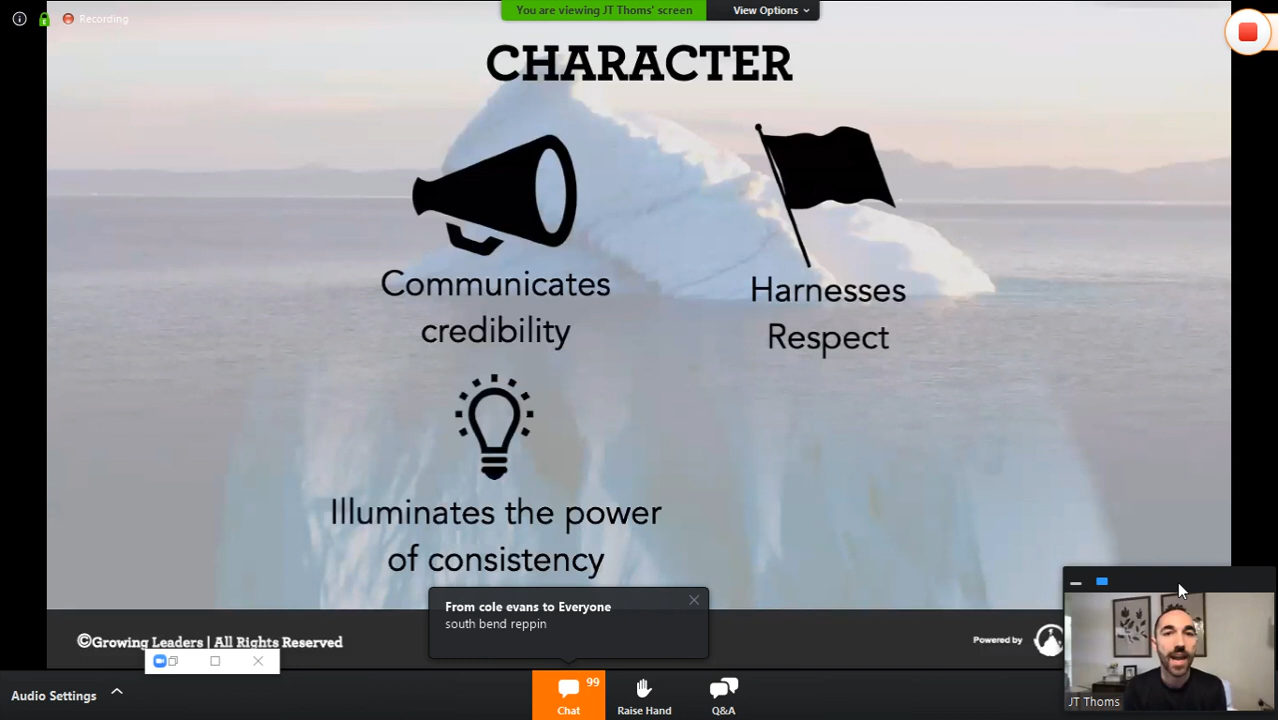 Recording
You are viewing JT Thoms' screen
View Options
CHARACTER
Communicates
credibility
Harnesses
Respect
Illuminates the power
of consistency
From cole evans to Everyone
south bend reppin
©Growing Leaders | All Rights Reserved
Powered by
JT Thoms
Audio Settings
99
Chat
Raise Hand
Q&A